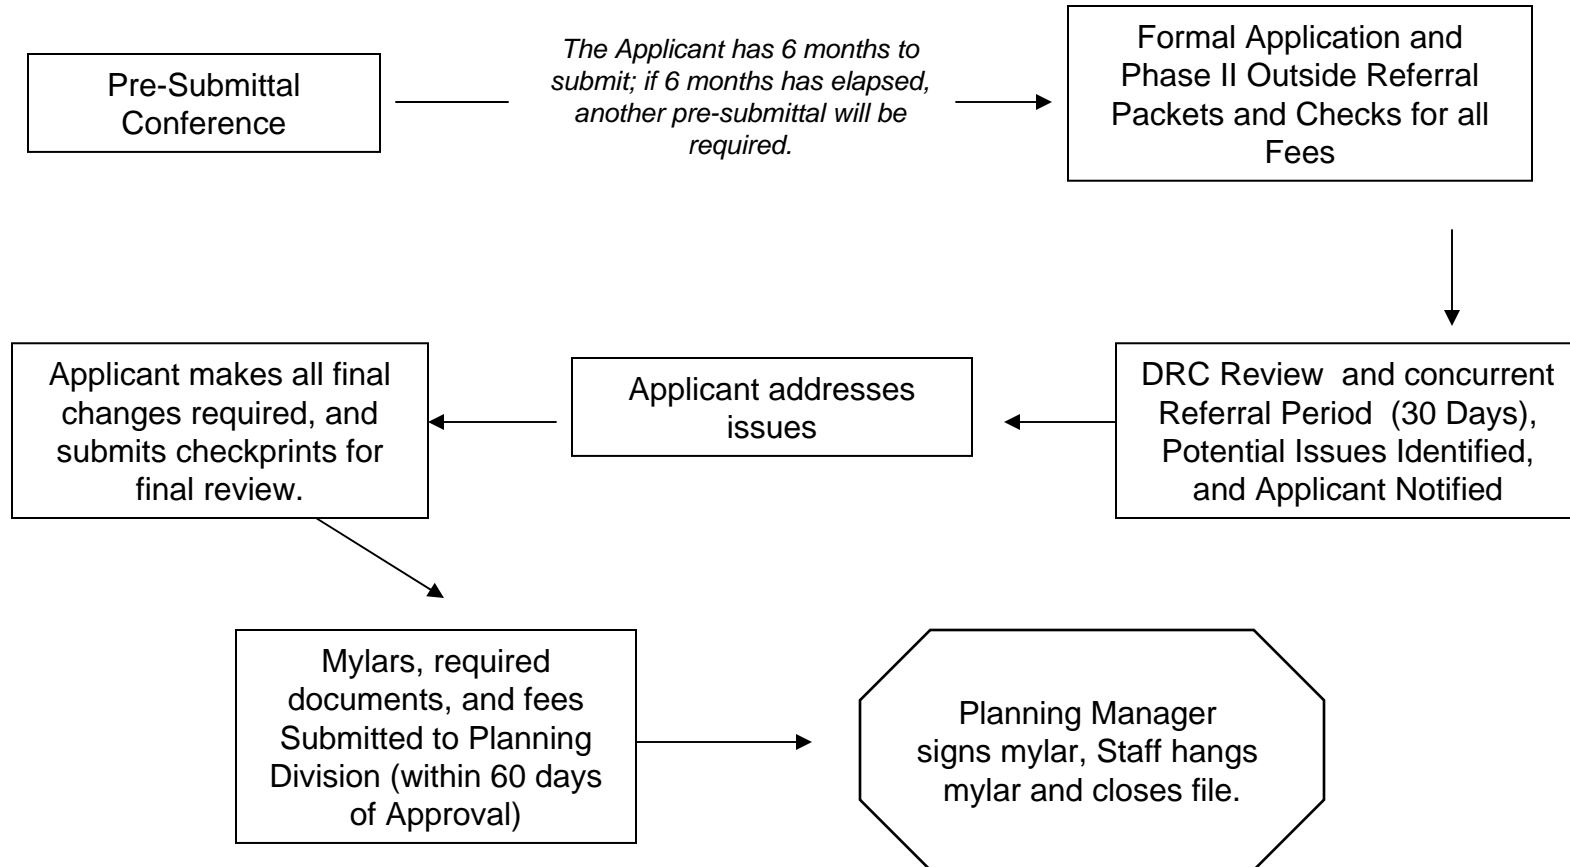 Pre-Submittal
Conference
The Applicant has 6 months to
submit; if 6 months has elapsed,
another pre-submittal will be
required.
Formal Application and
Phase II Outside Referral
Packets and Checks for all
Fees
DRC Review  and concurrent
Referral Period  (30 Days),
Potential Issues Identified,
and Applicant Notified
Applicant addresses
issues
Applicant makes all final
changes required, and
submits checkprints for
final review.
Mylars, required
documents, and fees
Submitted to Planning
Division (within 60 days
of Approval)
Planning Manager
signs mylar, Staff hangs
mylar and closes file.